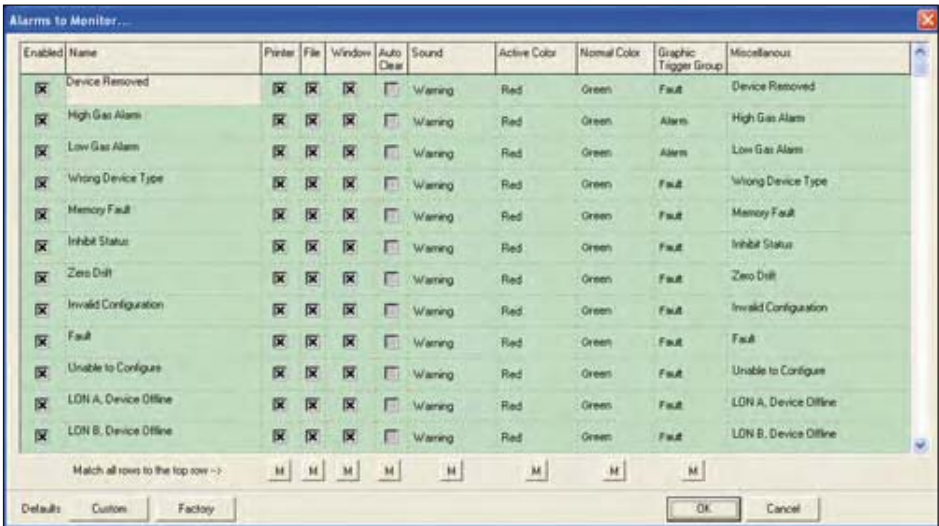 Alarms to Monitor...
Enabled Name Printer File Window Auto Clear Sound Active Color Normal Color Graphic Trigger Group Miscellanous
Device Removed Warning Red Green Fault Device Removed
High Gas Alarm Warning Red Green Alarm High Gas Alarm
Low Gas Alarm Warning Red Green Alarm Low Gas Alarm
Wrong Device Type Warning Red Green Fault Wrong Device Type
Memory Fault Warning Red Green Fault Memory Fault
Inhibit Status Warning Red Green Fault Inhibit Status
Zero Drift Warning Red Green Fault Zero Drift
Invalid Configuration Warning Red Green Fault Invalid Configuration
Fault Warning Red Green Fault Fault
Unable to Configure Warning Red Green Fault Unable to Configure
LON A, Device Offline Warning Red Green Fault LON A, Device Offline
LON B, Device Offline Warning Red Green Fault LON B, Device Offline
Match all rows to the top row --> M M M M M M M M
Defaults Custom Factory OK Cancel